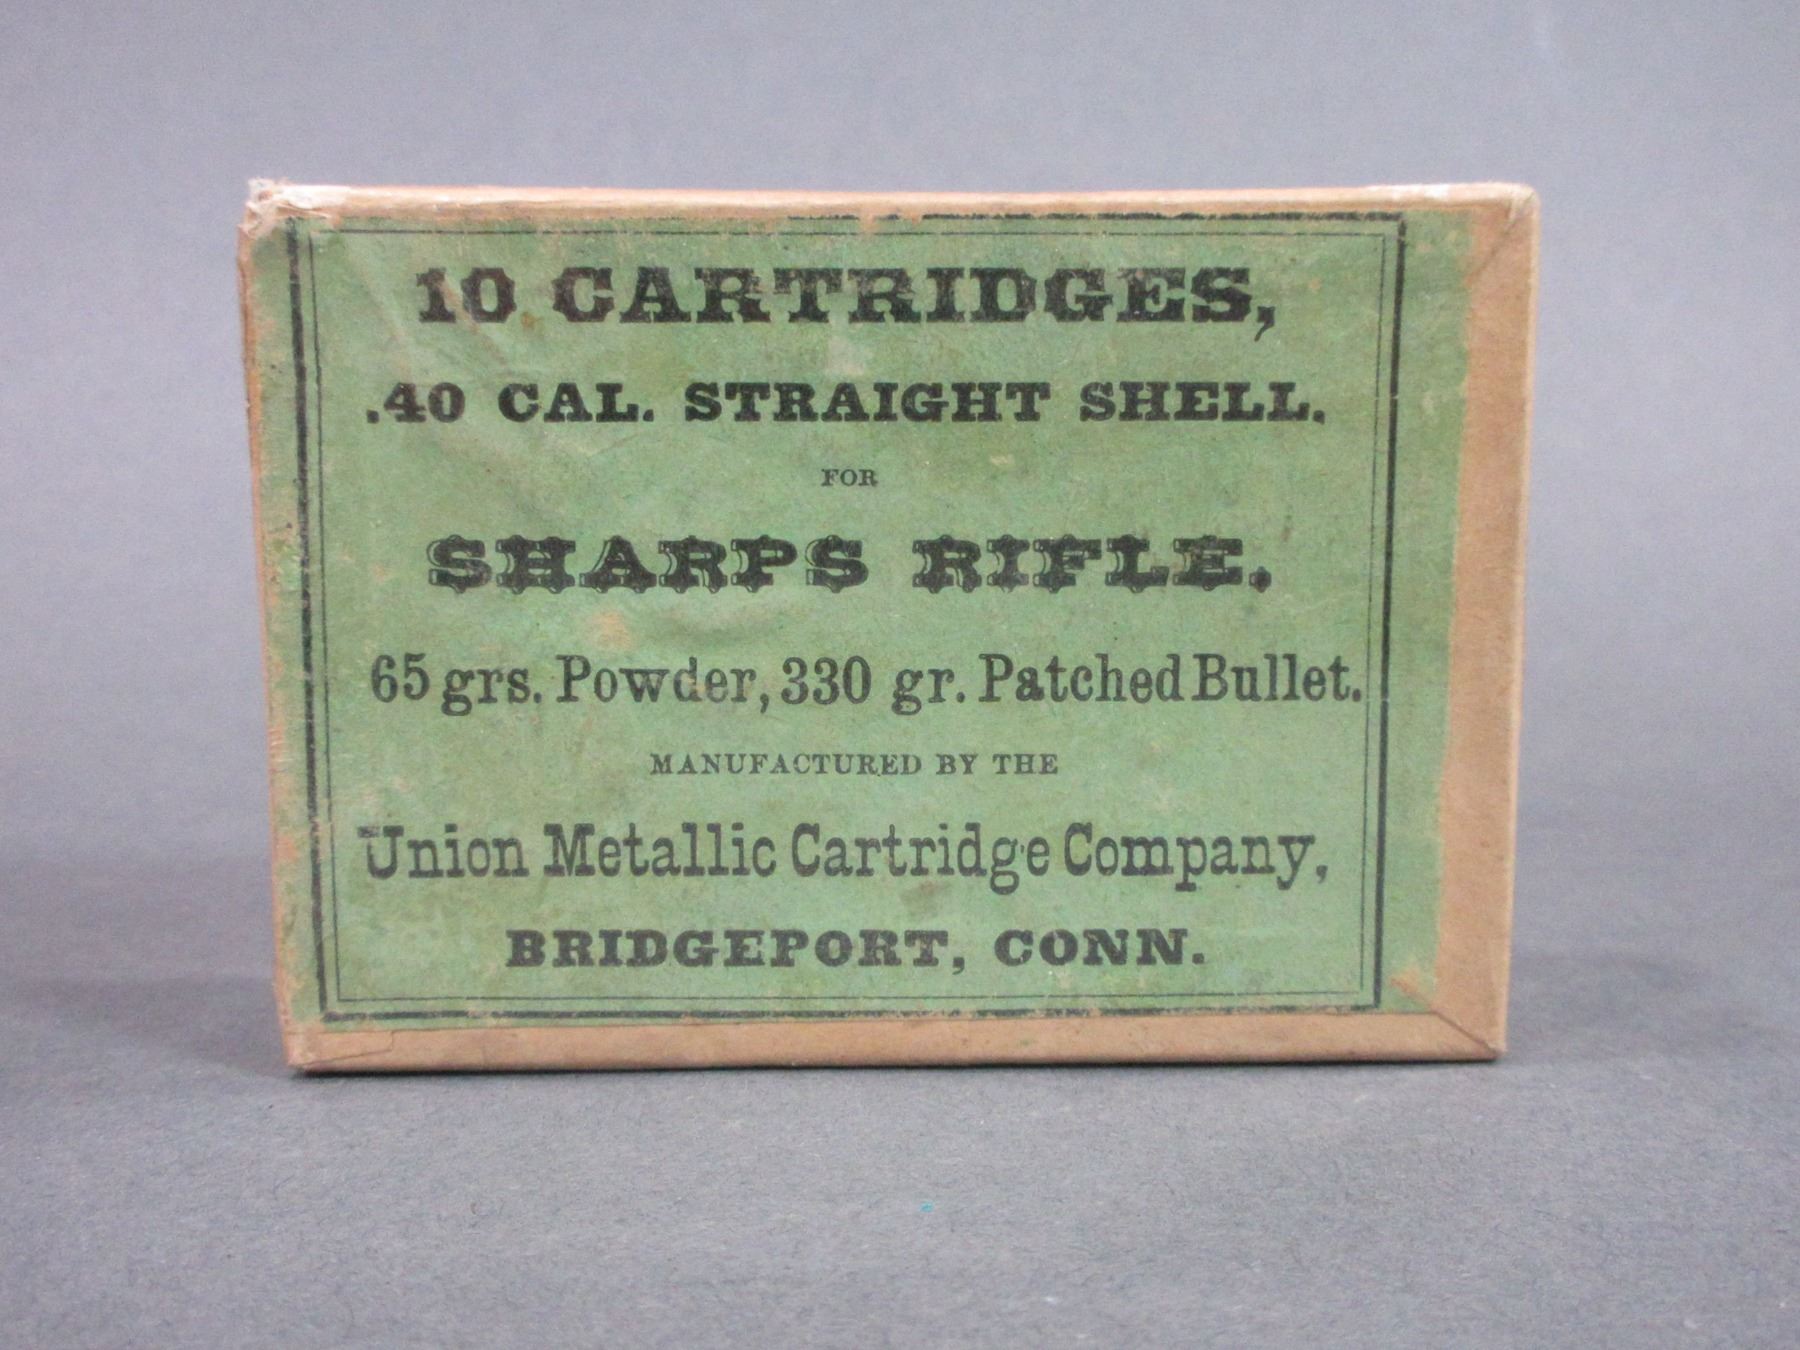 10 CARTRIDGES,
.40 CAL. STRAIGHT SHELL.
FOR
SHARPS RIFLE.
65 grs. Powder, 330 gr. Patched Bullet.
MANUFACTURED BY THE
Union Metallic Cartridge Company,
BRIDGEPORT, CONN.